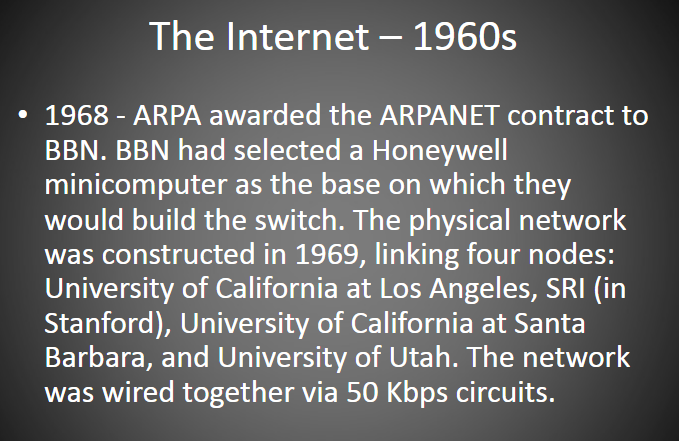 The Internet – 1960s
• 1968 - ARPA awarded the ARPANET contract to
BBN. BBN had selected a Honeywell
minicomputer as the base on which they
would build the switch. The physical network
was constructed in 1969, linking four nodes:
University of California at Los Angeles, SRI (in
Stanford), University of California at Santa
Barbara, and University of Utah. The network
was wired together via 50 Kbps circuits.